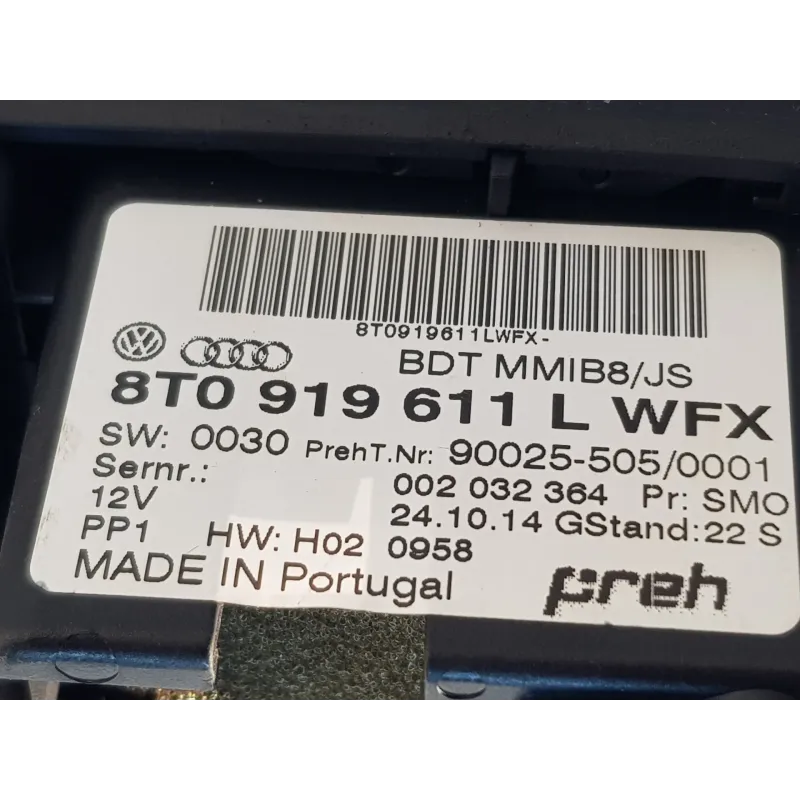 8T0919611LWFX-
BDT MMIB8/JS
8T0 919 611 L WFX
SW: 0030 PrehT.Nr: 90025-505/0001
Sernr.: 002 032 364 Pr: SMO
12V 24.10.14 GStand:22 S
PP1 HW: H02 0958
MADE IN Portugal
preh